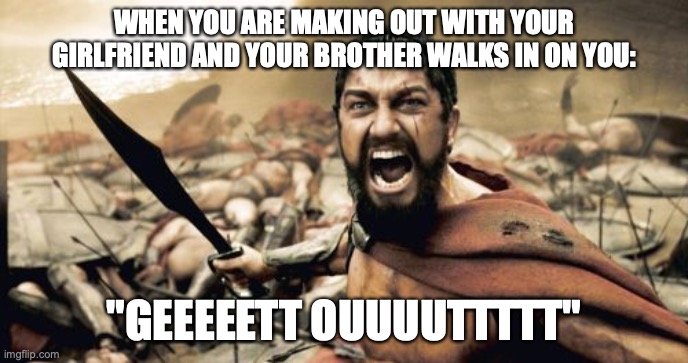 WHEN YOU ARE MAKING OUT WITH YOUR
GIRLFRIEND AND YOUR BROTHER WALKS IN ON YOU:
"GEEEEETT OUUUUTTTTT"
imgflip.com